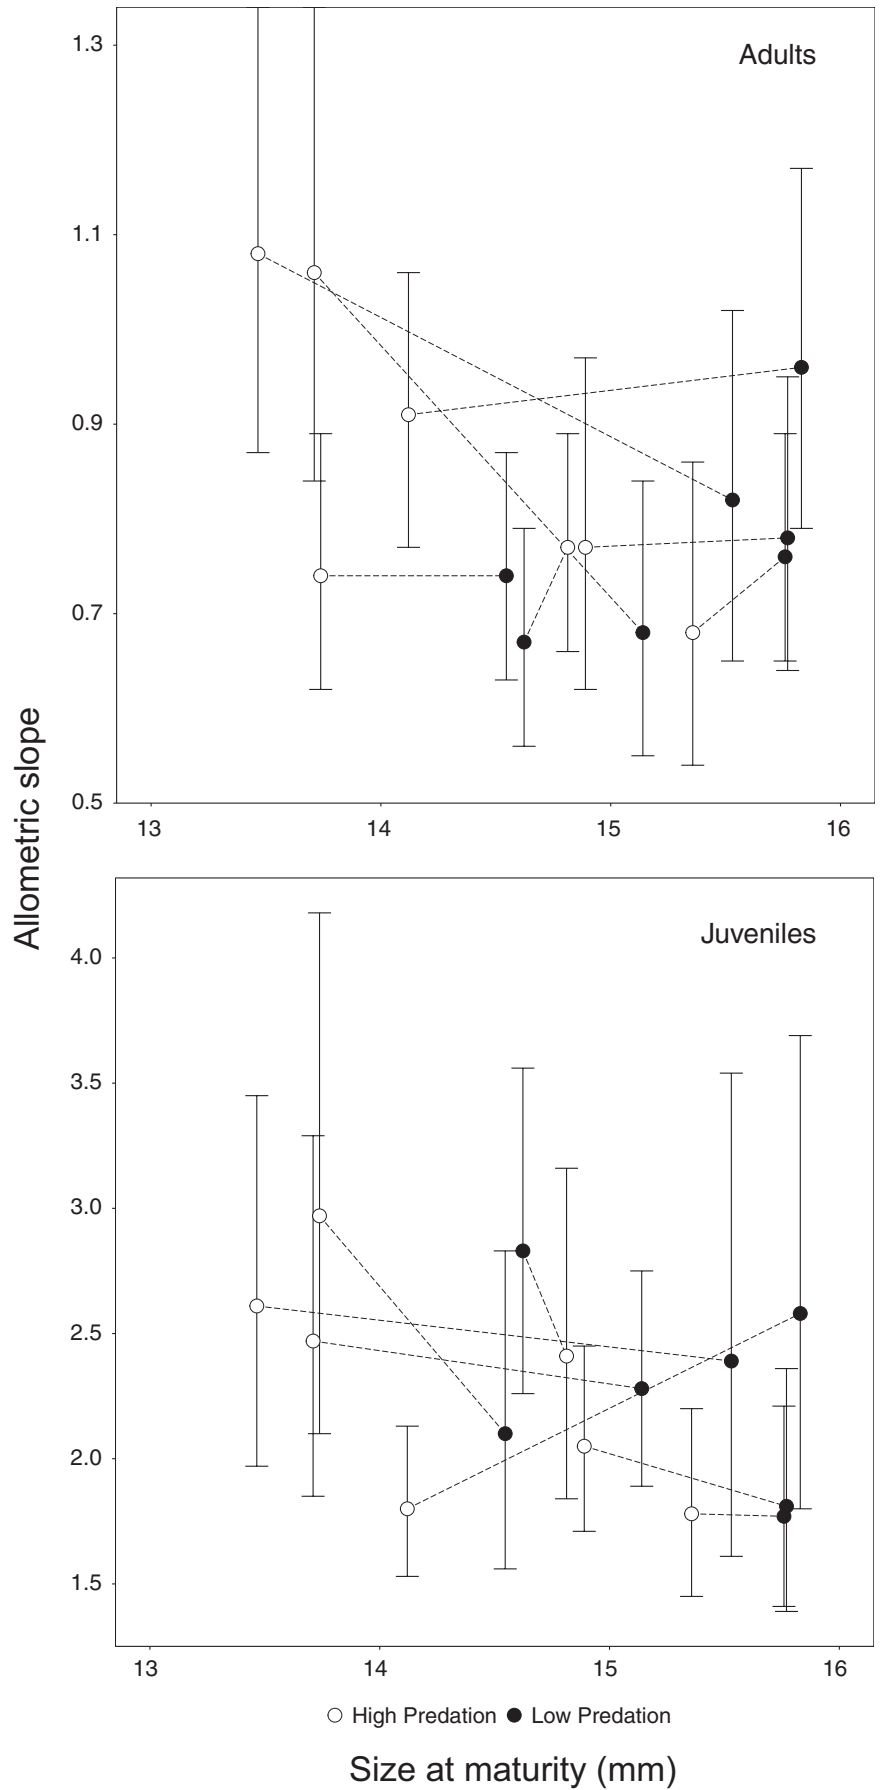 Adults
1.3
1.1
0.9
0.7
0.5
13 14 15 16
Allometric slope
Juveniles
4.0
3.5
3.0
2.5
2.0
1.5
13 14 15 16
High Predation Low Predation
Size at maturity (mm)